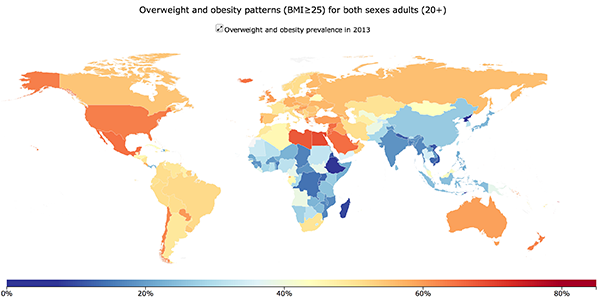 Overweight and obesity patterns (BMI≥25) for both sexes adults (20+)
Overweight and obesity prevalence in 2013
0% 20% 40% 60% 80%